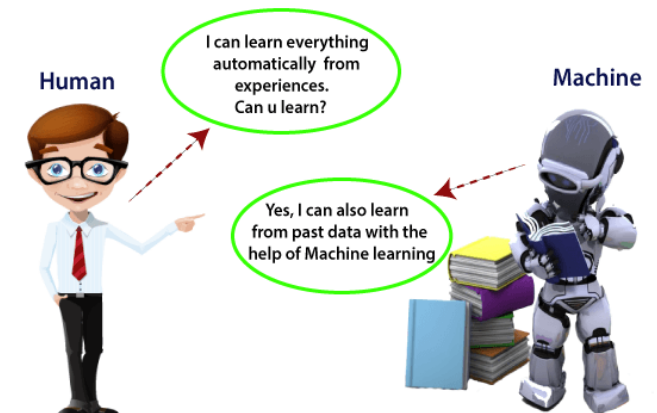 Human
I can learn everything
automatically from
experiences.
Can u learn?
Machine
Yes, I can also learn
from past data with the
help of Machine learning